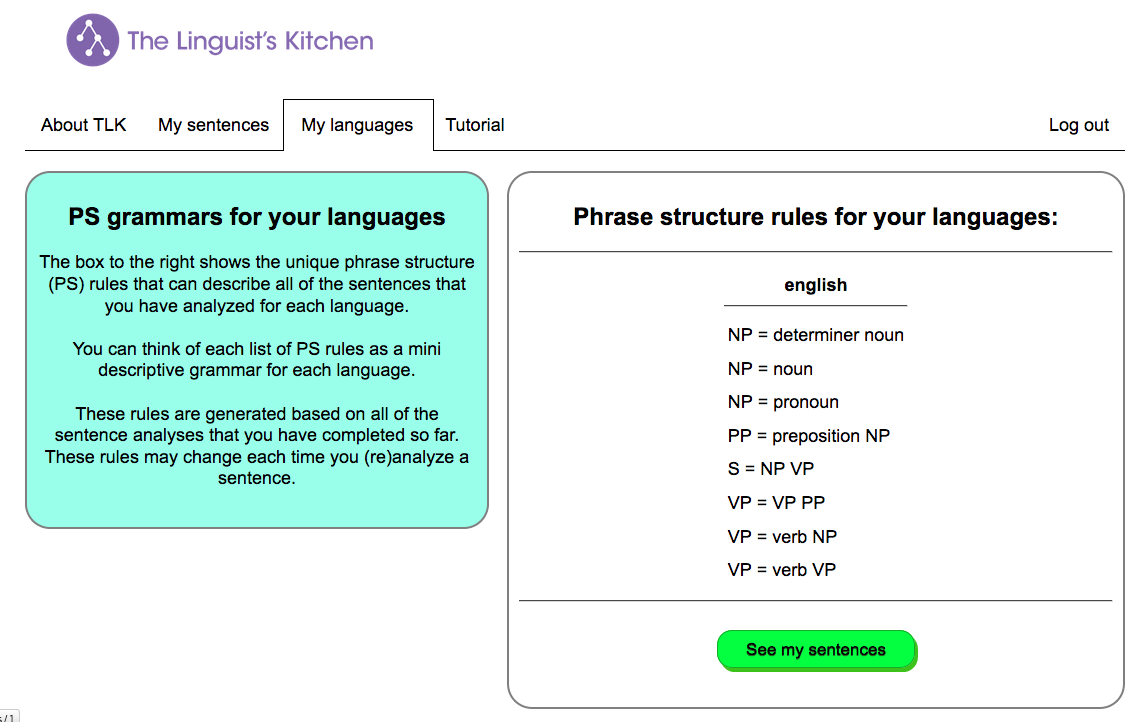 The Linguist's Kitchen
About TLK My sentences My languages Tutorial Log out
PS grammars for your languages
The box to the right shows the unique phrase structure
(PS) rules that can describe all of the sentences that
you have analyzed for each language.
You can think of each list of PS rules as a mini
descriptive grammar for each language.
These rules are generated based on all of the
sentence analyses that you have completed so far.
These rules may change each time you (re)analyze a
sentence.
Phrase structure rules for your languages:
english
NP = determiner noun
NP = noun
NP = pronoun
PP = preposition NP
S = NP VP
VP = VP PP
VP = verb NP
VP = verb VP
See my sentences